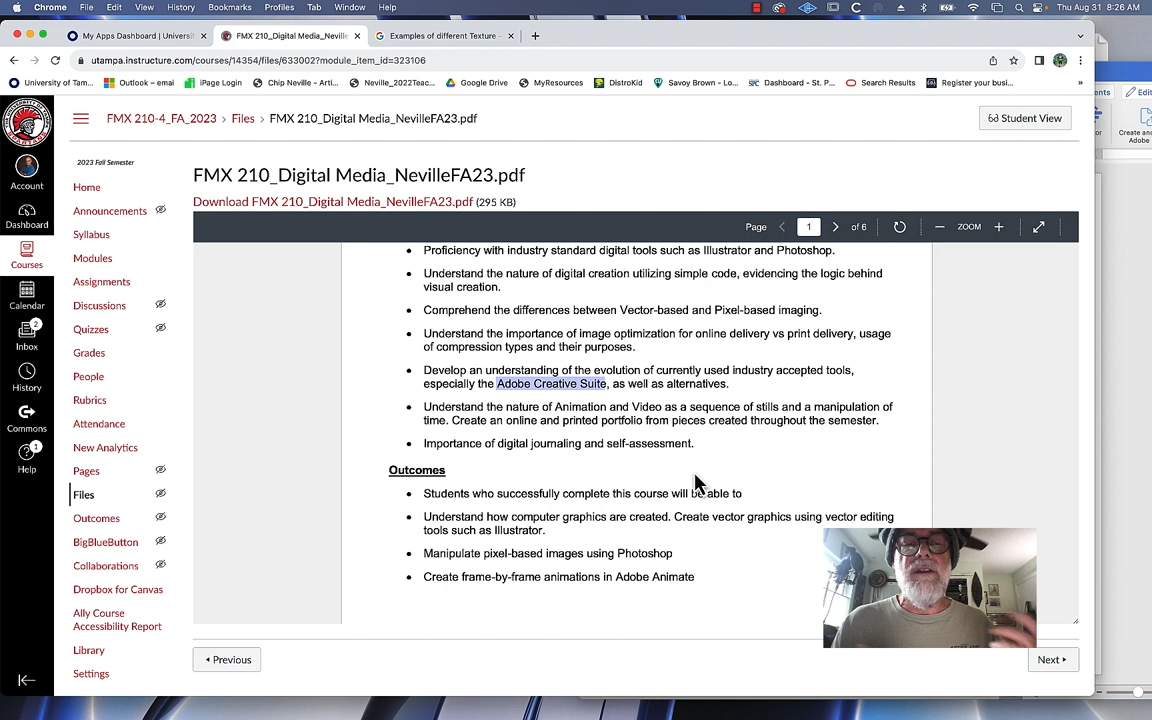 Chrome File Edit View History Bookmarks Profiles Tab Window Help Thu Aug 31 8:26 AM
My Apps Dashboard | Universit FMX 210_Digital Media_Neville Examples of different Texture -
utampa.instructure.com/courses/14354/files/633002?module_item_id=323106
University of Tam... Outlook – emai iPage Login Chip Neville - Arti... Neville_2022Teac... Google Drive MyResources DistroKid Savoy Brown - Lon... Dashboard - St. P... Search Results Register your busi... »
ents Edit
Create and
Adobe
FMX 210-4_FA_2023 › Files › FMX 210_Digital Media_NevilleFA23.pdf
Student View
Account
Dashboard
Courses
Calendar
2
Inbox
History
Commons
1
Help
2023 Fall Semester
Home
Announcements
Syllabus
Modules
Assignments
Discussions
Quizzes
Grades
People
Rubrics
Attendance
New Analytics
Pages
Files
Outcomes
BigBlueButton
Collaborations
Dropbox for Canvas
Ally Course
Accessibility Report
Library
Settings
FMX 210_Digital Media_NevilleFA23.pdf
Download FMX 210_Digital Media_NevilleFA23.pdf (295 KB)
Page 1 of 6 ZOOM
• Proficiency with industry standard digital tools such as Illustrator and Photoshop.
• Understand the nature of digital creation utilizing simple code, evidencing the logic behind
visual creation.
• Comprehend the differences between Vector-based and Pixel-based imaging.
• Understand the importance of image optimization for online delivery vs print delivery, usage
of compression types and their purposes.
• Develop an understanding of the evolution of currently used industry accepted tools,
especially the Adobe Creative Suite, as well as alternatives.
• Understand the nature of Animation and Video as a sequence of stills and a manipulation of
time. Create an online and printed portfolio from pieces created throughout the semester.
• Importance of digital journaling and self-assessment.
Outcomes
• Students who successfully complete this course will be able to
• Understand how computer graphics are created. Create vector graphics using vector editing
tools such as Illustrator.
• Manipulate pixel-based images using Photoshop
• Create frame-by-frame animations in Adobe Animate
Previous
Next